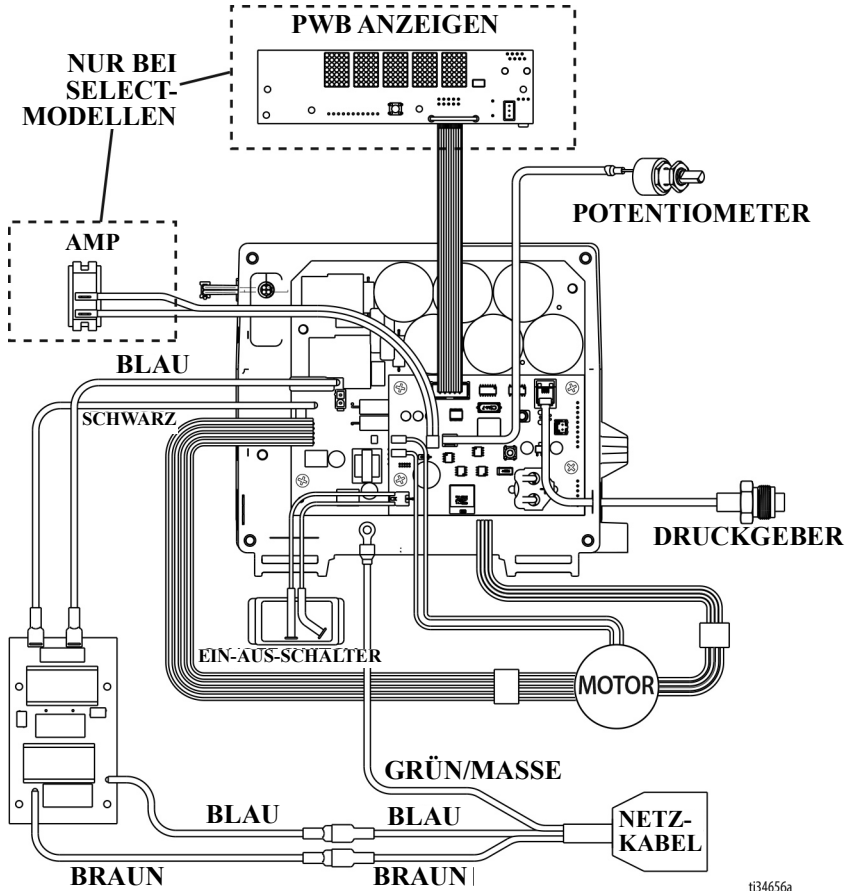 PWB ANZEIGEN
NUR BEI
SELECT-
MODELLEN
POTENTIOMETER
AMP
BLAU
SCHWARZ
DRUCKGEBER
EIN-AUS-SCHALTER
MOTOR
GRÜN/MASSE
BLAU
BLAU
NETZ-
KABEL
BRAUN
BRAUN
ti34656a